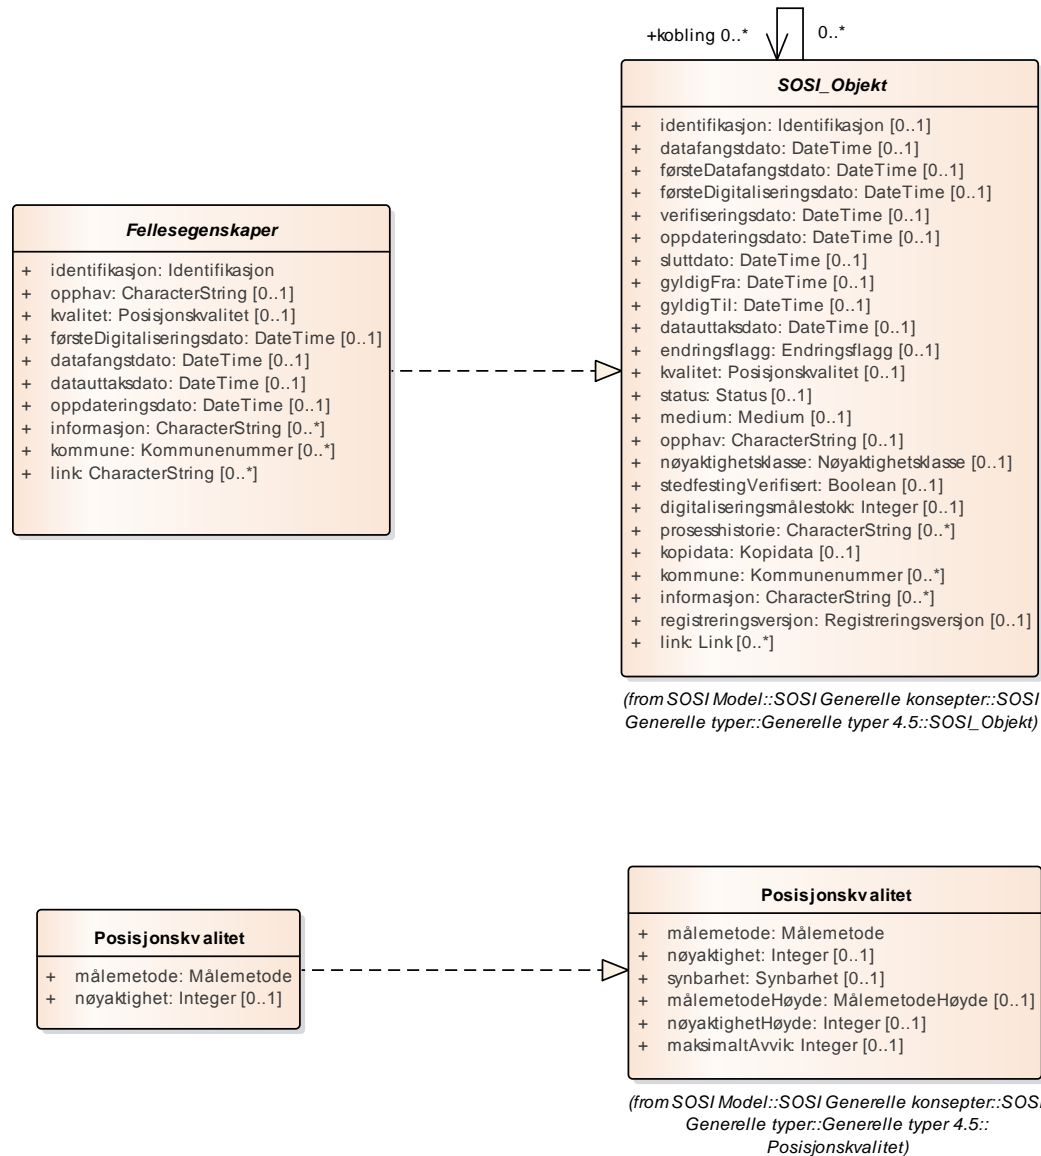 +kobling 0..*
0..*
SOSI_Objekt
+ identifikasjon: Identifikasjon [0..1]
+ datafangstdato: DateTime [0..1]
+ førsteDatafangstdato: DateTime [0..1]
+ førsteDigitaliseringsdato: DateTime [0..1]
+ verifiseringsdato: DateTime [0..1]
+ oppdateringsdato: DateTime [0..1]
+ sluttdato: DateTime [0..1]
+ gyldigFra: DateTime [0..1]
+ gyldigTil: DateTime [0..1]
+ datauttaksdato: DateTime [0..1]
+ endringsflagg: Endringsflagg [0..1]
+ kvalitet: Posisjonskvalitet [0..1]
+ status: Status [0..1]
+ medium: Medium [0..1]
+ opphav: CharacterString [0..1]
+ nøyaktighetsklasse: Nøyaktighetsklasse [0..1]
+ stedfestingVerifisert: Boolean [0..1]
+ digitaliseringsmålestokk: Integer [0..1]
+ prosesshistorie: CharacterString [0..*]
+ kopidata: Kopidata [0..1]
+ kommune: Kommunenummer [0..*]
+ informasjon: CharacterString [0..*]
+ registreringsversjon: Registreringsversjon [0..1]
+ link: Link [0..*]
(from SOSI Model::SOSI Generelle konsepter::SOSI
Generelle typer::Generelle typer 4.5::SOSI_Objekt)
Fellesegenskaper
+ identifikasjon: Identifikasjon
+ opphav: CharacterString [0..1]
+ kvalitet: Posisjonskvalitet [0..1]
+ førsteDigitaliseringsdato: DateTime [0..1]
+ datafangstdato: DateTime [0..1]
+ datauttaksdato: DateTime [0..1]
+ oppdateringsdato: DateTime [0..1]
+ informasjon: CharacterString [0..*]
+ kommune: Kommunenummer [0..*]
+ link: CharacterString [0..*]
Posisjonskvalitet
+ målemetode: Målemetode
+ nøyaktighet: Integer [0..1]
Posisjonskvalitet
+ målemetode: Målemetode
+ nøyaktighet: Integer [0..1]
+ synbarhet: Synbarhet [0..1]
+ målemetodeHøyde: MålemetodeHøyde [0..1]
+ nøyaktighetHøyde: Integer [0..1]
+ maksimaltAvvik: Integer [0..1]
(from SOSI Model::SOSI Generelle konsepter::SOSI
Generelle typer::Generelle typer 4.5::
Posisjonskvalitet)